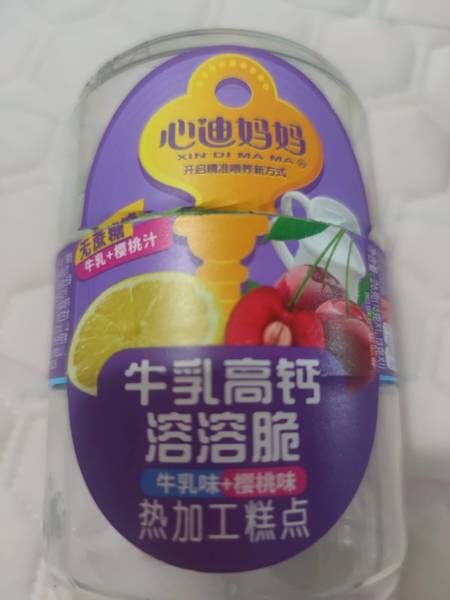 心迪妈妈
XIN DI MA MA®
开启精准喂养新方式
无蔗糖
牛乳+樱桃汁
牛乳高钙
溶溶脆
牛乳味+樱桃味
热加工糕点